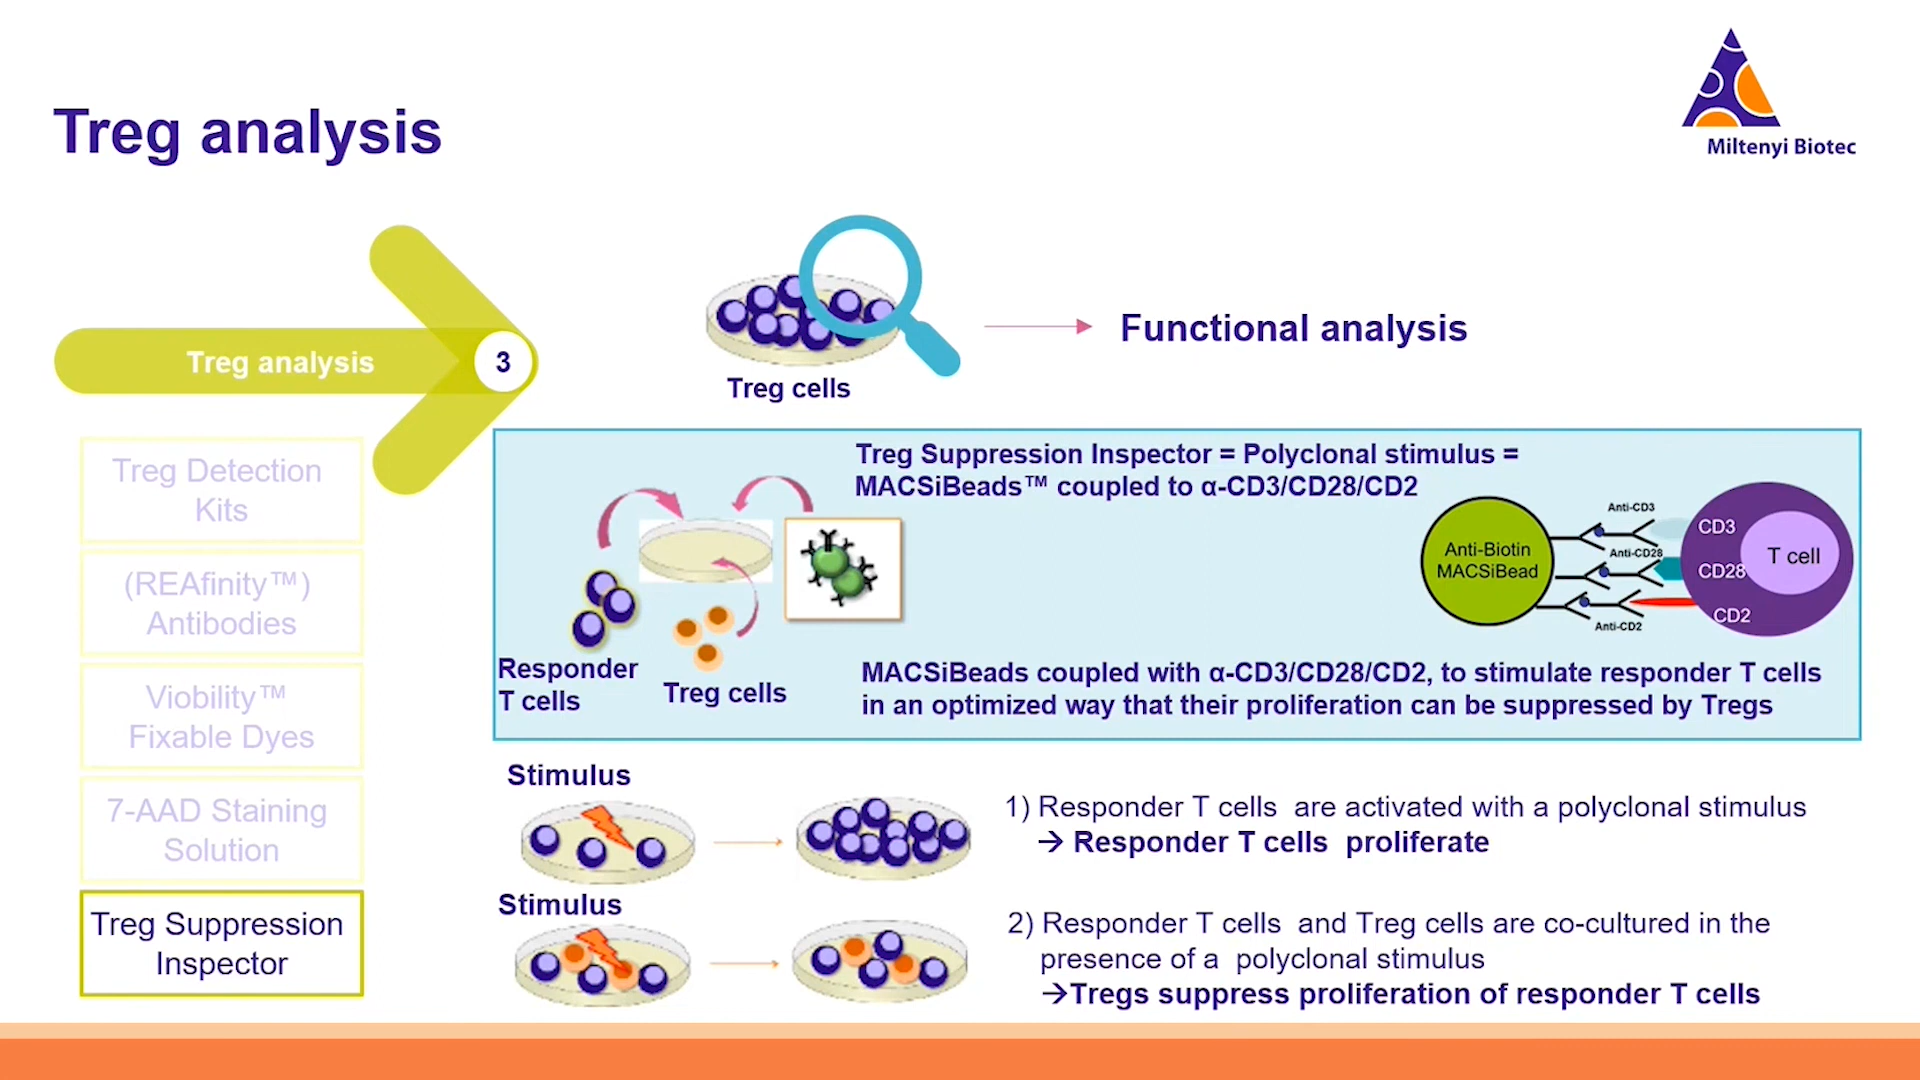 Treg analysis
Miltenyi Biotec
Treg analysis
3
Treg cells
Functional analysis
Treg Detection
Kits
(REAfinity™)
Antibodies
Viobility™
Fixable Dyes
7-AAD Staining
Solution
Treg Suppression
Inspector
Treg Suppression Inspector = Polyclonal stimulus =
MACSiBeads™ coupled to α-CD3/CD28/CD2
Responder
T cells
Treg cells
Anti-Biotin
MACSiBead
Anti-CD3
Anti-CD28
Anti-CD2
CD3
CD28
CD2
T cell
MACSiBeads coupled with α-CD3/CD28/CD2, to stimulate responder T cells
in an optimized way that their proliferation can be suppressed by Tregs
Stimulus
1) Responder T cells are activated with a polyclonal stimulus
→ Responder T cells proliferate
Stimulus
2) Responder T cells and Treg cells are co-cultured in the
presence of a polyclonal stimulus
→Tregs suppress proliferation of responder T cells